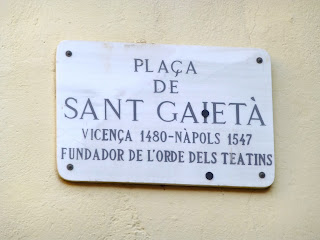 PLAÇA
DE
SANT GAIETÀ
VICENÇA 1480-NÀPOLS 1547
FUNDADOR DE L'ORDE DELS TEATINS